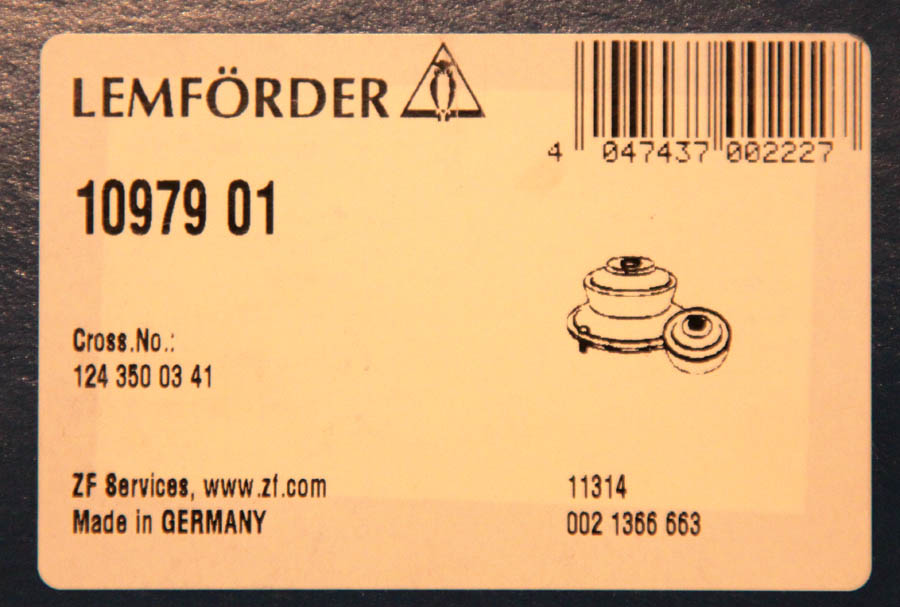 LEMFÖRDER
4 047437 002227
10979 01
Cross.No.:
124 350 03 41
ZF Services, www.zf.com
Made in GERMANY
11314
002 1366 663